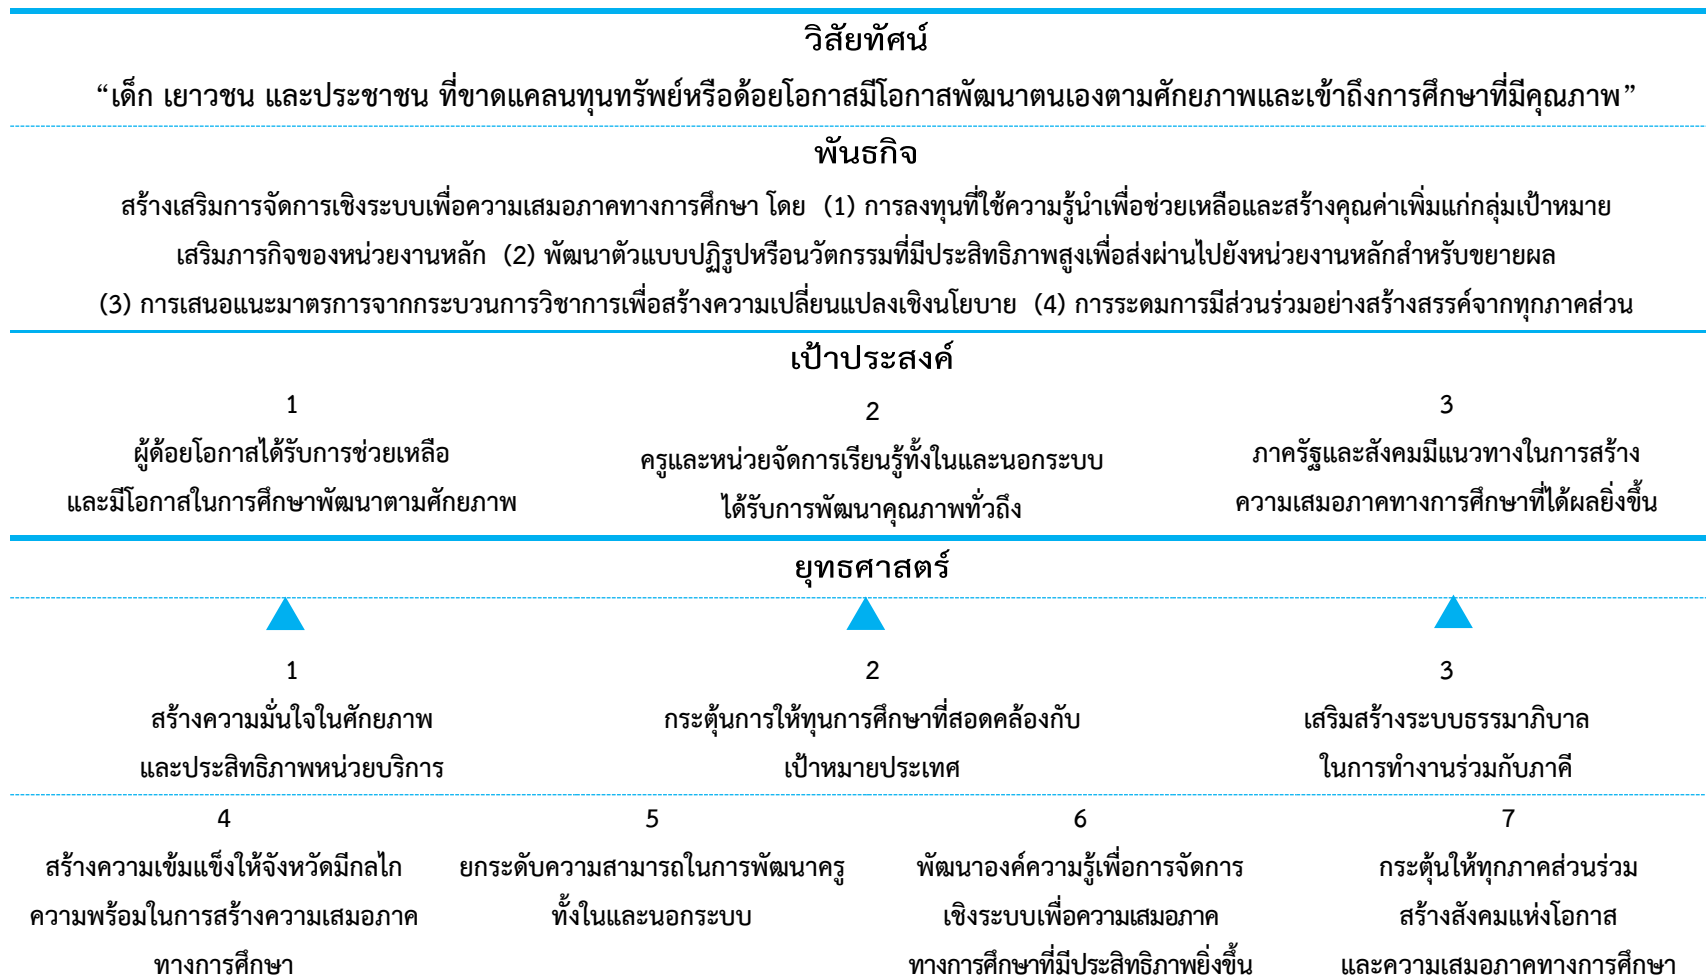 วิสัยทัศน์
“เด็ก เยาวชน และประชาชน ที่ขาดแคลนทุนทรัพย์หรือด้อยโอกาสมีโอกาสพัฒนาตนเองตามศักยภาพและเข้าถึงการศึกษาที่มีคุณภาพ”
พันธกิจ
สร้างเสริมการจัดการเชิงระบบเพื่อความเสมอภาคทางการศึกษา โดย (1) การลงทุนที่ใช้ความรู้นำเพื่อช่วยเหลือและสร้างคุณค่าเพิ่มแก่กลุ่มเป้าหมาย
เสริมภารกิจของหน่วยงานหลัก (2) พัฒนาตัวแบบปฏิรูปหรือนวัตกรรมที่มีประสิทธิภาพสูงเพื่อส่งผ่านไปยังหน่วยงานหลักสำหรับขยายผล
(3) การเสนอแนะมาตรการจากกระบวนการวิชาการเพื่อสร้างความเปลี่ยนแปลงเชิงนโยบาย (4) การระดมการมีส่วนร่วมอย่างสร้างสรรค์จากทุกภาคส่วน
เป้าประสงค์
1
ผู้ด้อยโอกาสได้รับการช่วยเหลือ
และมีโอกาสในการศึกษาพัฒนาตามศักยภาพ
2
ครูและหน่วยจัดการเรียนรู้ทั้งในและนอกระบบ
ได้รับการพัฒนาคุณภาพทั่วถึง
3
ภาครัฐและสังคมมีแนวทางในการสร้าง
ความเสมอภาคทางการศึกษาที่ได้ผลยิ่งขึ้น
ยุทธศาสตร์
1
สร้างความมั่นใจในศักยภาพ
และประสิทธิภาพหน่วยบริการ
2
กระตุ้นการให้ทุนการศึกษาที่สอดคล้องกับ
เป้าหมายประเทศ
3
เสริมสร้างระบบธรรมาภิบาล
ในการทำงานร่วมกับภาคี
4
สร้างความเข้มแข็งให้จังหวัดมีกลไก
ความพร้อมในการสร้างความเสมอภาค
ทางการศึกษา
5
ยกระดับความสามารถในการพัฒนาครู
ทั้งในและนอกระบบ
6
พัฒนาองค์ความรู้เพื่อการจัดการ
เชิงระบบเพื่อความเสมอภาค
ทางการศึกษาที่มีประสิทธิภาพยิ่งขึ้น
7
กระตุ้นให้ทุกภาคส่วนร่วม
สร้างสังคมแห่งโอกาส
และความเสมอภาคทางการศึกษา